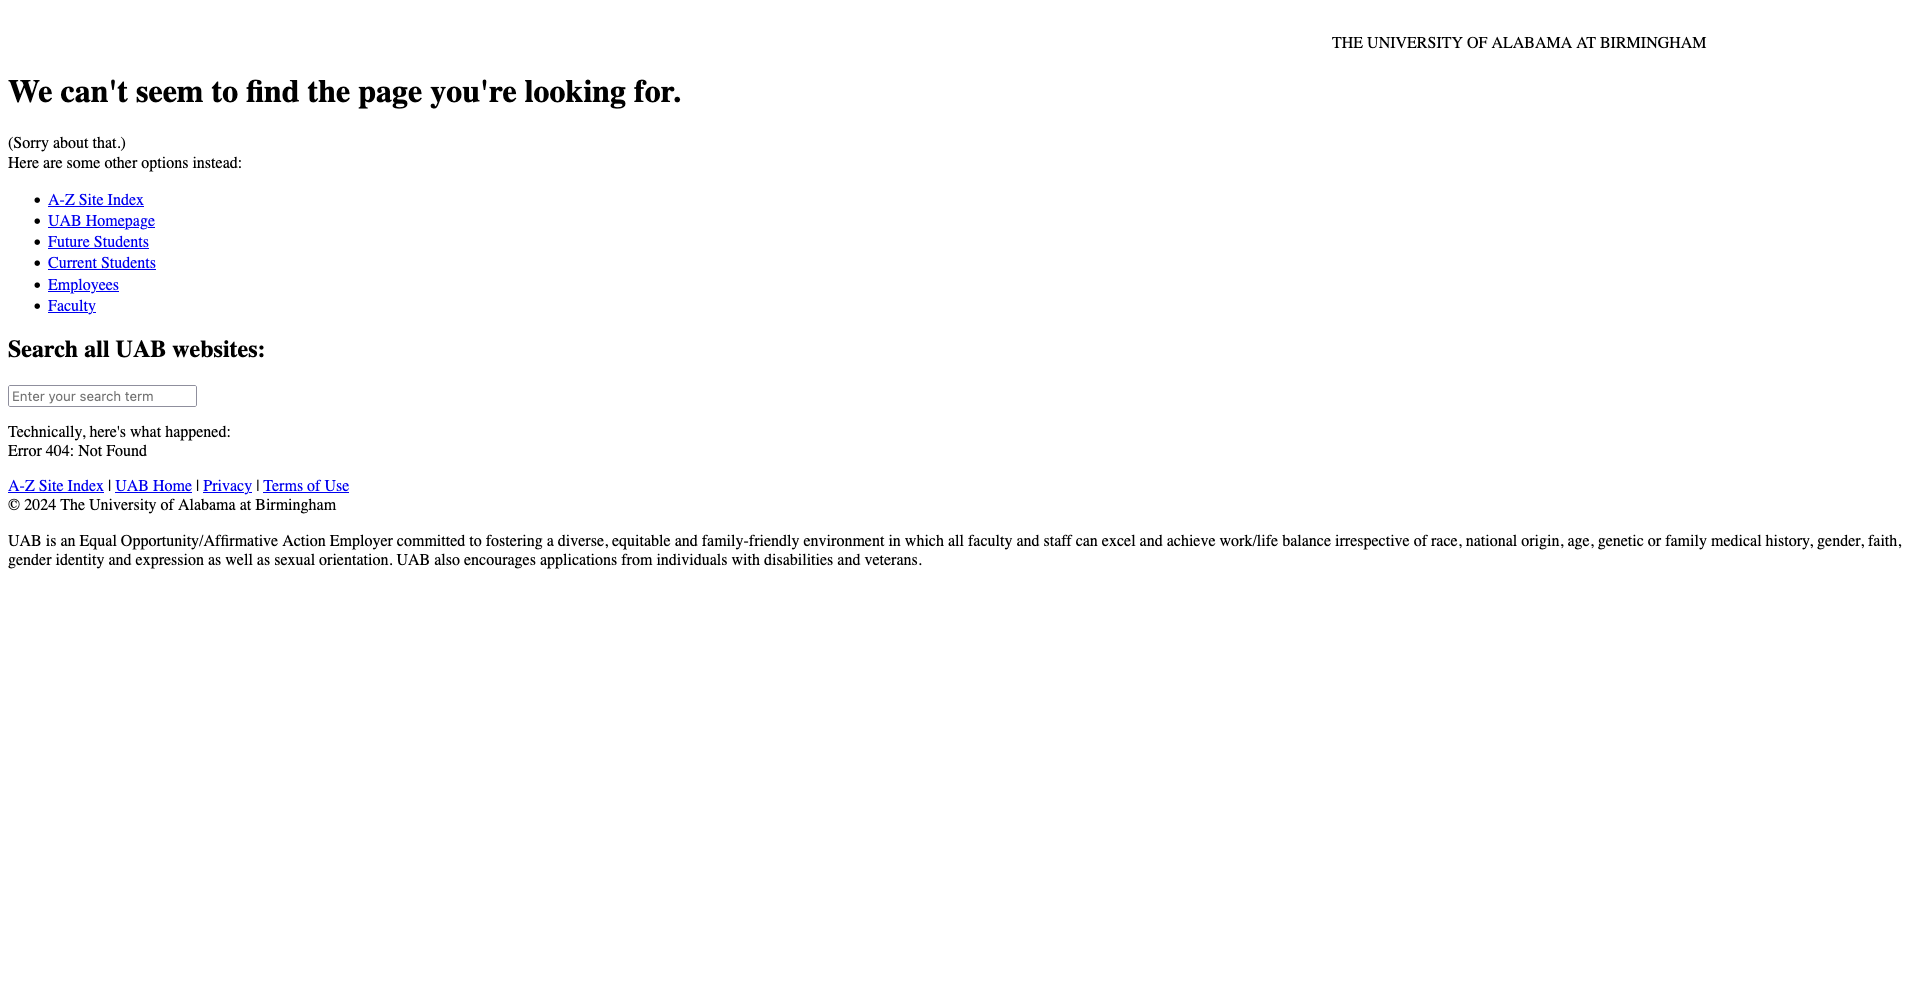 THE UNIVERSITY OF ALABAMA AT BIRMINGHAM
We can't seem to find the page you're looking for.
(Sorry about that.)
Here are some other options instead:
A-Z Site Index
UAB Homepage
Future Students
Current Students
Employees
Faculty
Search all UAB websites:
Enter your search term
Technically, here's what happened:
Error 404: Not Found
A-Z Site Index | UAB Home | Privacy | Terms of Use
© 2024 The University of Alabama at Birmingham
UAB is an Equal Opportunity/Affirmative Action Employer committed to fostering a diverse, equitable and family-friendly environment in which all faculty and staff can excel and achieve work/life balance irrespective of race, national origin, age, genetic or family medical history, gender, faith,
gender identity and expression as well as sexual orientation. UAB also encourages applications from individuals with disabilities and veterans.